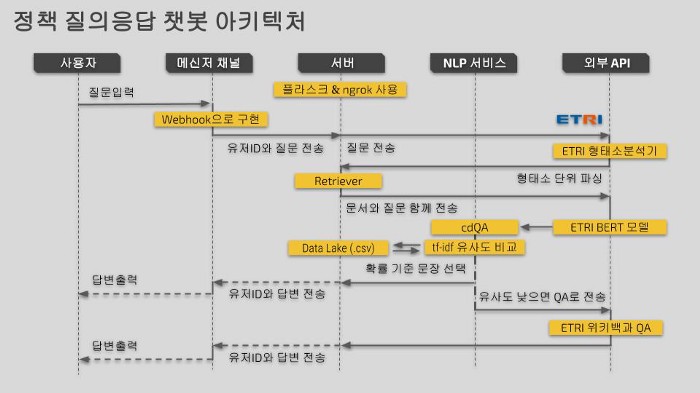 정책 질의응답 챗봇 아키텍처
사용자
메신저 채널
서버
NLP 서비스
외부 API
질문입력
플라스크 & ngrok 사용
Webhook으로 구현
ETRI
유저ID와 질문 전송
질문 전송
ETRI 형태소분석기
Retriever
형태소 단위 파싱
문서와 질문 함께 전송
cdQA
ETRI BERT 모델
Data Lake (.csv)
tf-idf 유사도 비교
확률 기준 문장 선택
답변출력
유저ID와 답변 전송
유사도 낮으면 QA로 전송
ETRI 위키백과 QA
답변출력
유저ID와 답변 전송